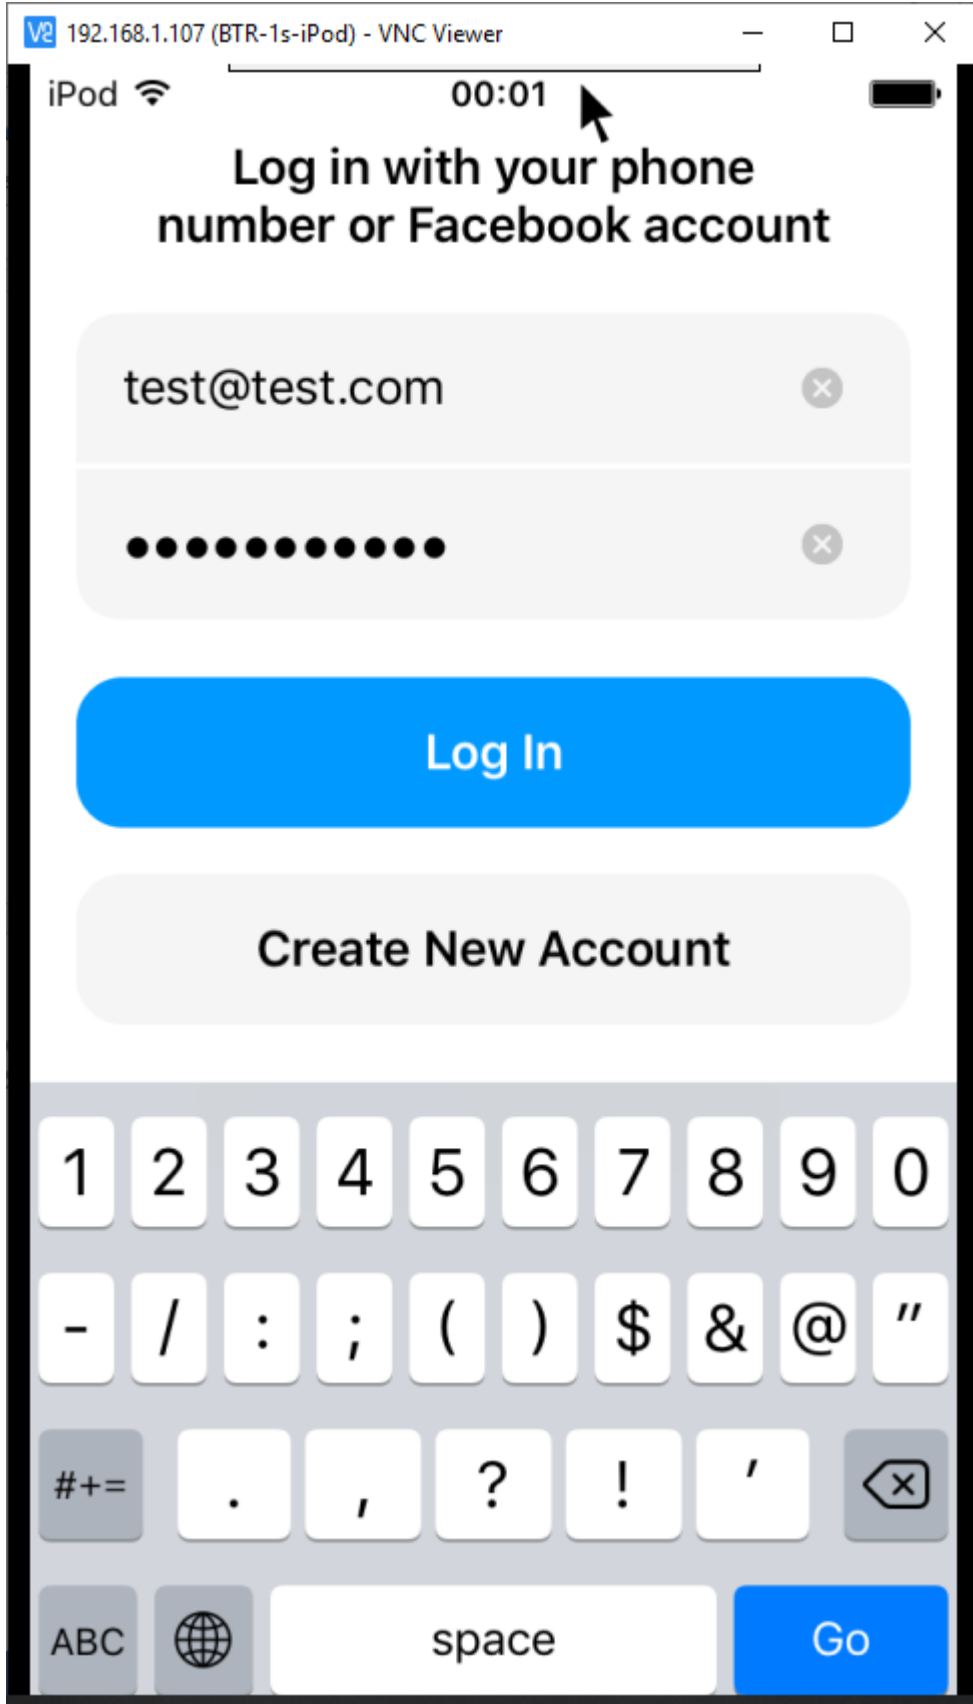 VE 192.168.1.107 (BTR-1s-iPod) - VNC Viewer
iPod 00:01
Log in with your phone
number or Facebook account
test@test.com
●●●●●●●●●●●
Log In
Create New Account
1 2 3 4 5 6 7 8 9 0
- / : ; ( ) $ & @ "
#+= . , ? ! '
ABC space Go